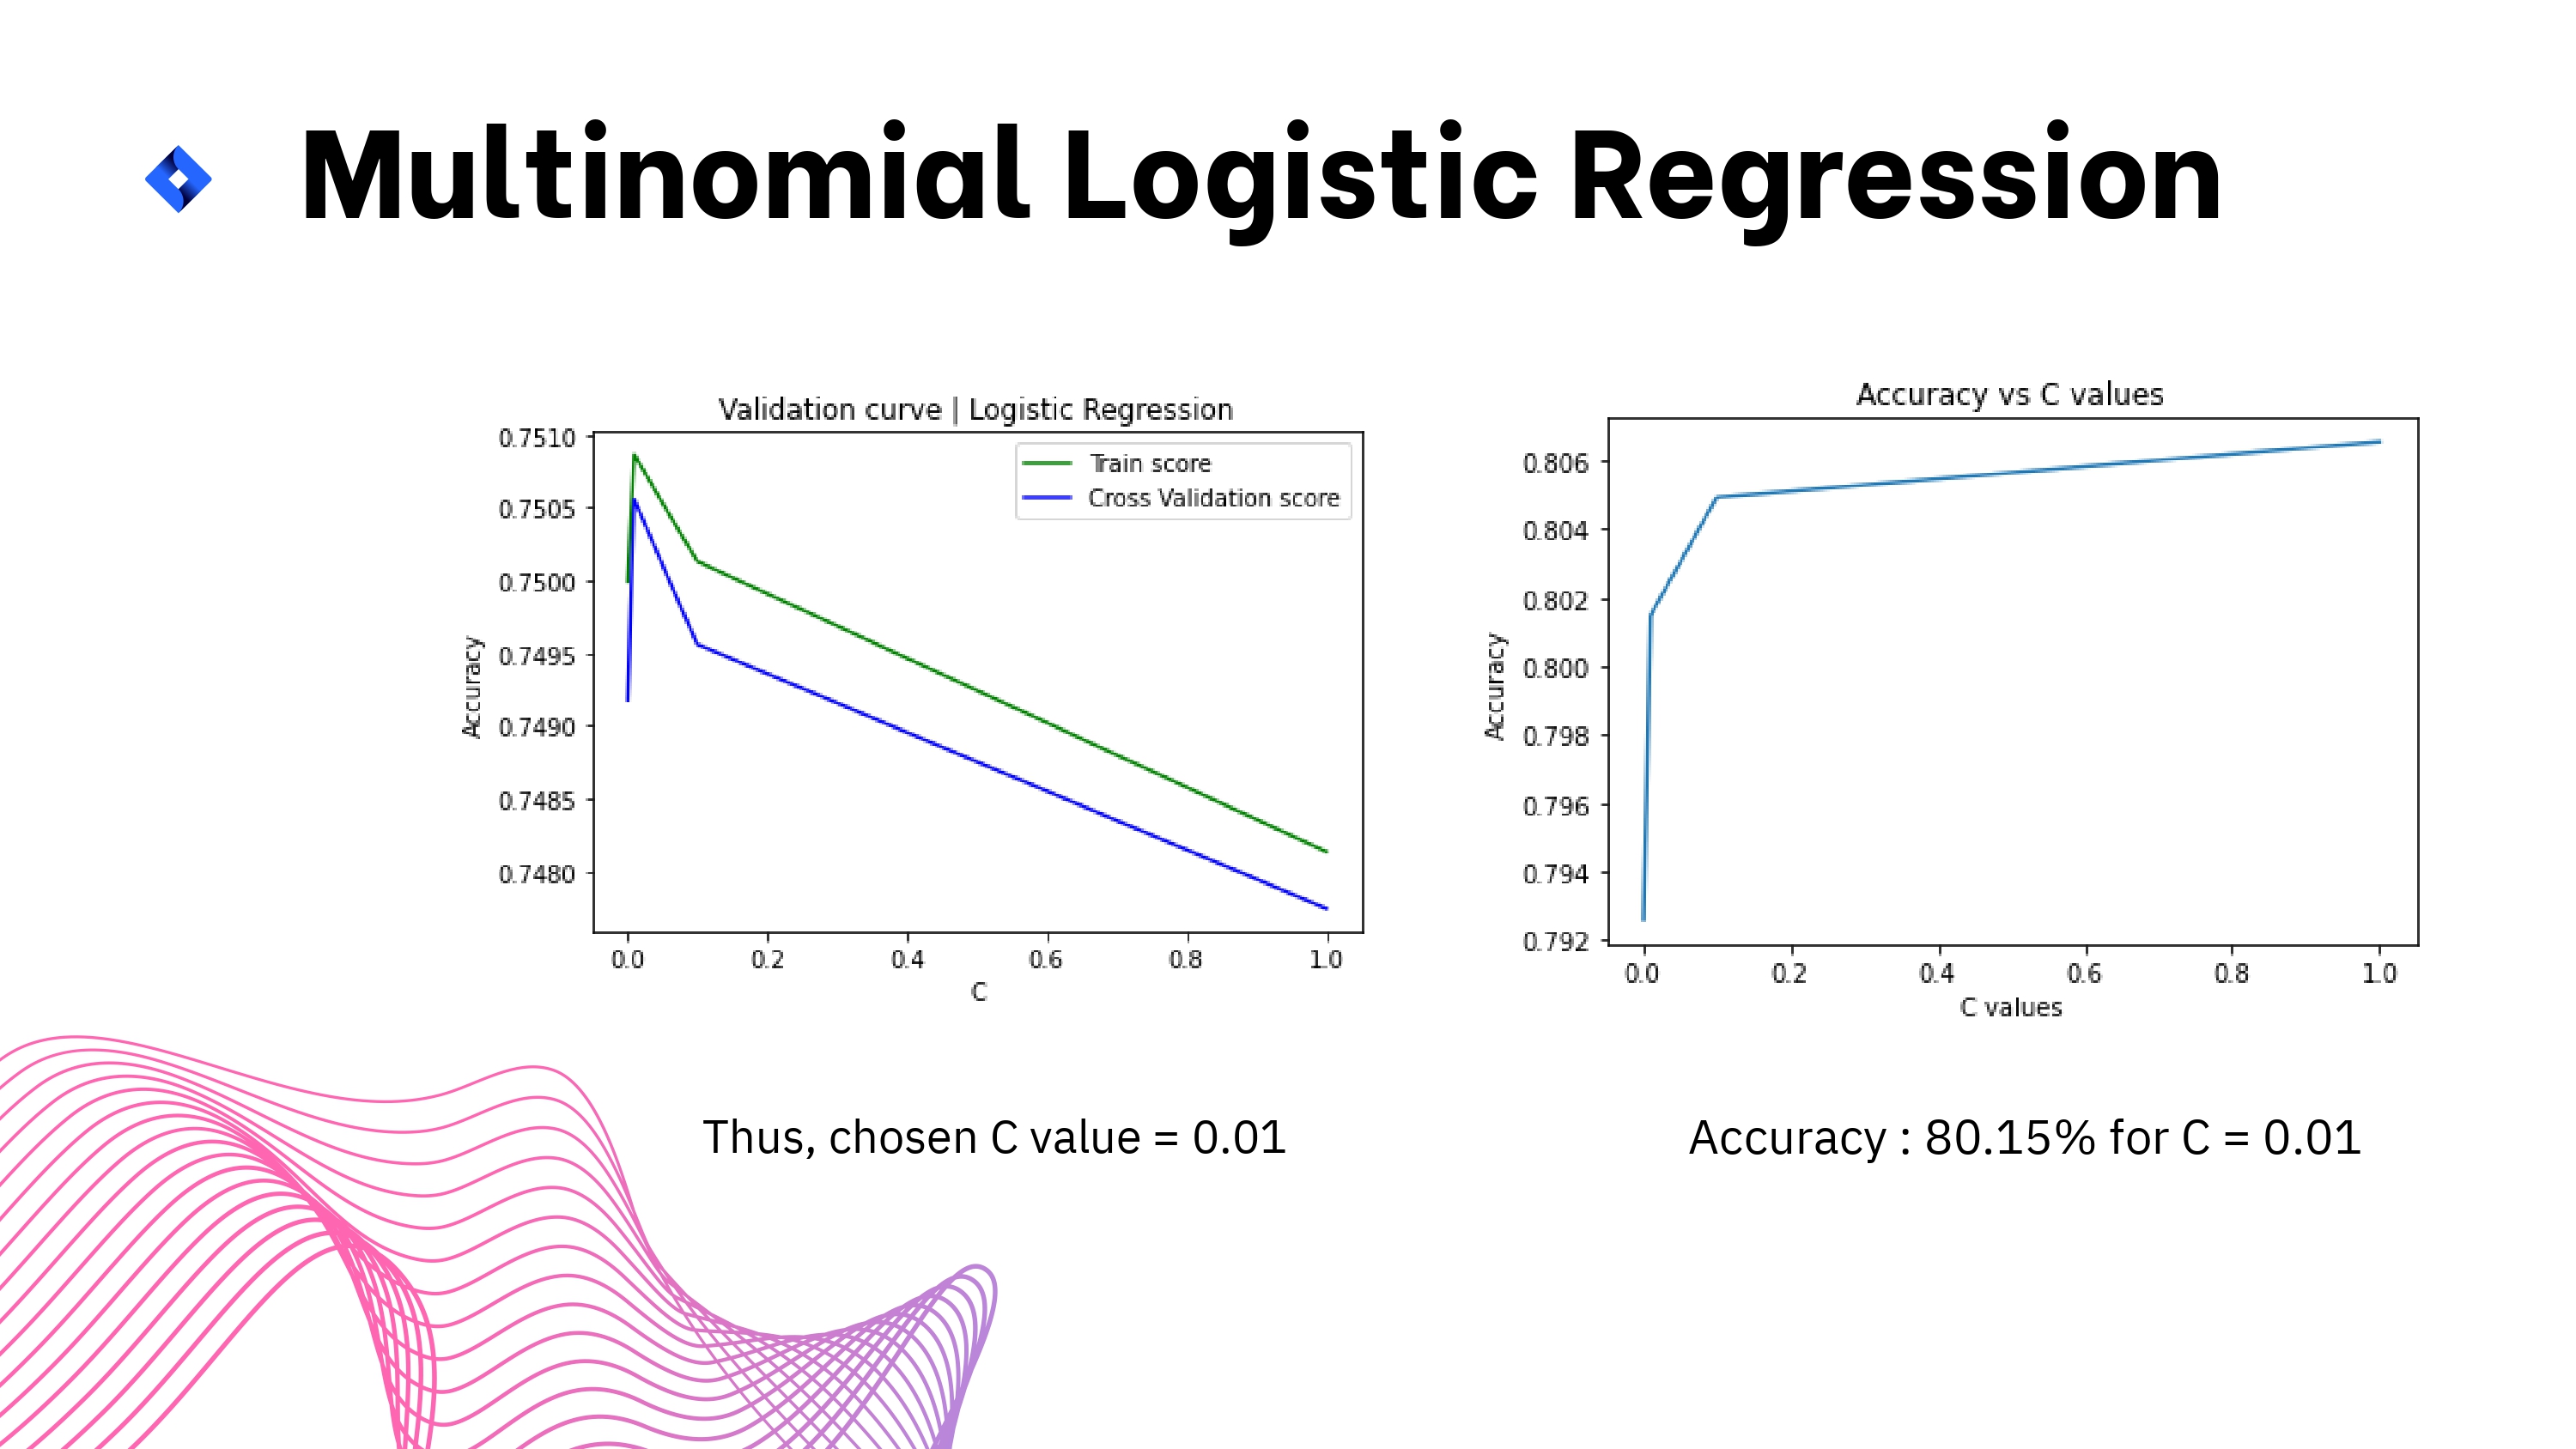 Multinomial Logistic Regression
Validation curve | Logistic Regression
0.7510
0.7505
0.7500
0.7495
0.7490
0.7485
0.7480
Accuracy
Train score
Cross Validation score
0.0 0.2 0.4 0.6 0.8 1.0
C
Accuracy vs C values
0.806
0.804
0.802
0.800
0.798
0.796
0.794
0.792
Accuracy
0.0 0.2 0.4 0.6 0.8 1.0
C values
Thus, chosen C value = 0.01
Accuracy : 80.15% for C = 0.01